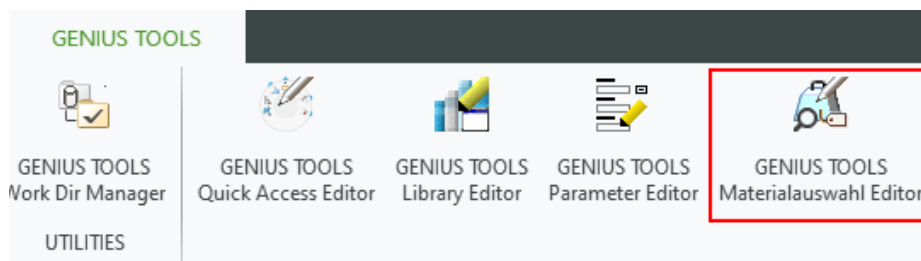 GENIUS TOOLS
GENIUS TOOLS
Work Dir Manager
GENIUS TOOLS
Quick Access Editor
GENIUS TOOLS
Library Editor
GENIUS TOOLS
Parameter Editor
GENIUS TOOLS
Materialauswahl Editor
UTILITIES